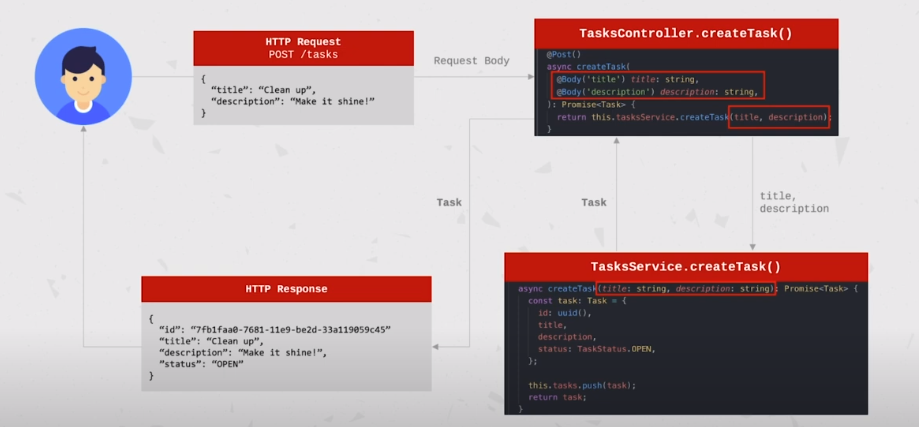 HTTP Request
POST /tasks
{
  “title”: “Clean up”,
  “description”: “Make it shine!”
}
Request Body
TasksController.createTask()
@Post()
async createTask(
  @Body('title') title: string,
  @Body('description') description: string,
): Promise<Task> {
  return this.tasksService.createTask(title, description);
}
Task
Task
title,
description
HTTP Response
{
  “id”: “7fb1faa0-7681-11e9-be2d-33a119059c45”
  “title”: “Clean up”,
  “description”: “Make it shine!”,
  “status”: “OPEN”
}
TasksService.createTask()
async createTask(title: string, description: string): Promise<Task> {
  const task: Task = {
    id: uuid(),
    title,
    description,
    status: TaskStatus.OPEN,
  };
  this.tasks.push(task);
  return task;
}